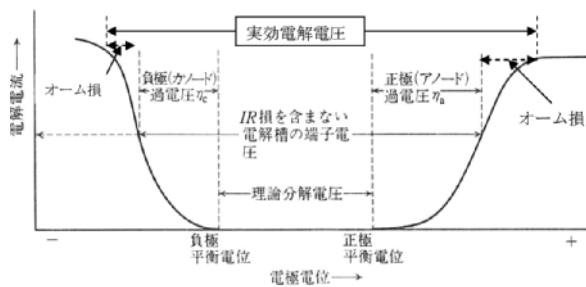 実効電解電圧
オーム損
負極(カソード)
過電圧ηc
正極(アノード)
過電圧ηa
オーム損
IR損を含まない
電解槽の端子電
圧
理論分解電圧
電解電流→
−
負極
平衡電位
正極
平衡電位
+
電極電位→